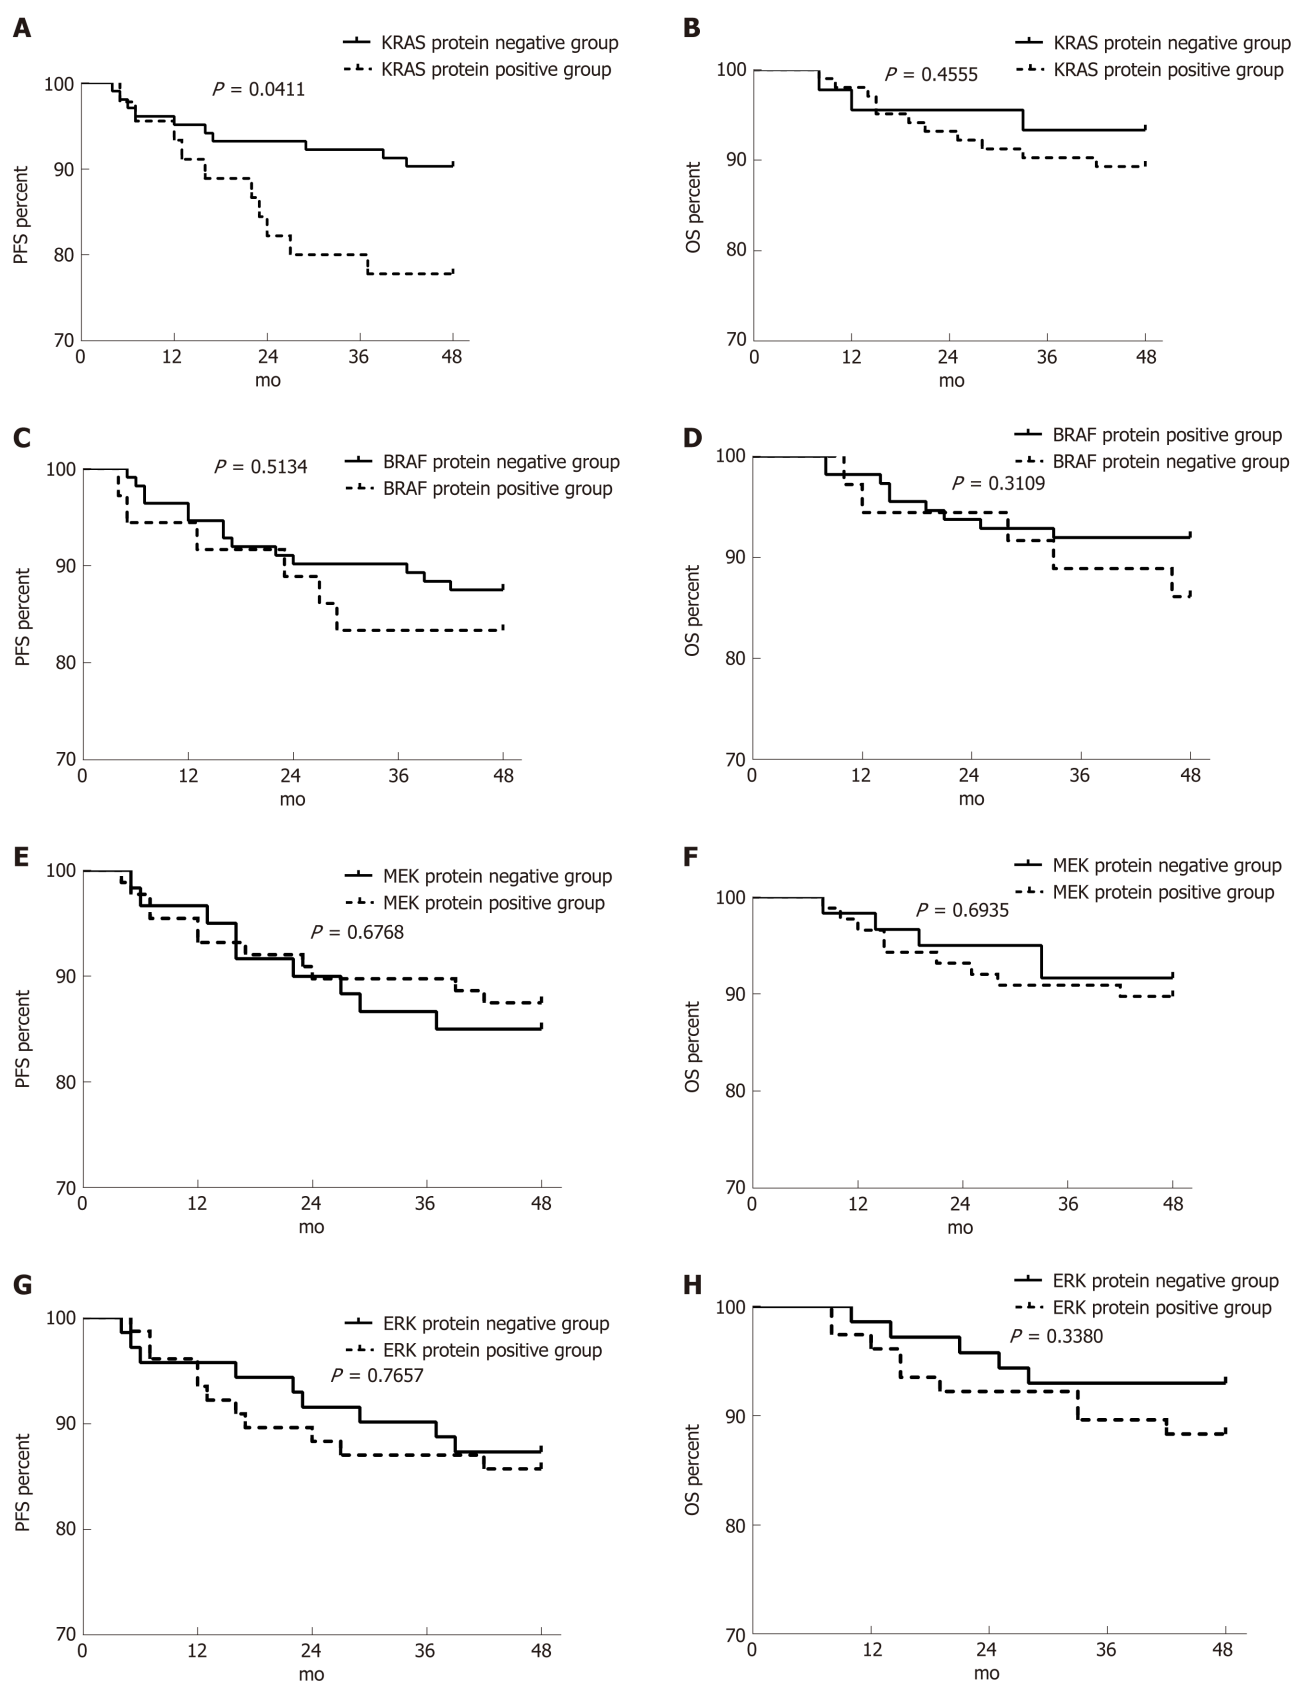 A
KRAS protein negative group
KRAS protein positive group
P = 0.0411
100
90
80
70
PFS percent
0 12 24 36 48
mo
B
KRAS protein negative group
KRAS protein positive group
P = 0.4555
100
90
80
70
OS percent
0 12 24 36 48
mo
C
BRAF protein negative group
BRAF protein positive group
P = 0.5134
100
90
80
70
PFS percent
0 12 24 36 48
mo
D
BRAF protein positive group
BRAF protein negative group
P = 0.3109
100
90
80
70
OS percent
0 12 24 36 48
mo
E
MEK protein negative group
MEK protein positive group
P = 0.6768
100
90
80
70
PFS percent
0 12 24 36 48
mo
F
MEK protein negative group
MEK protein positive group
P = 0.6935
100
90
80
70
OS percent
0 12 24 36 48
mo
G
ERK protein negative group
ERK protein positive group
P = 0.7657
100
90
80
70
PFS percent
0 12 24 36 48
mo
H
ERK protein negative group
ERK protein positive group
P = 0.3380
100
90
80
70
OS percent
0 12 24 36 48
mo